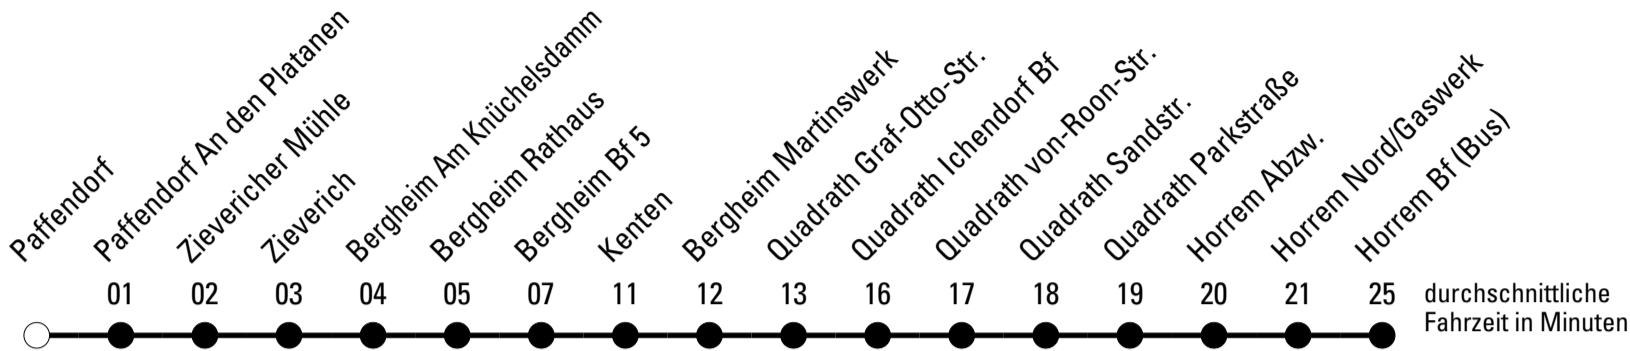 Paffendorf
Paffendorf An den Platanen
Zievericher Mühle
Zieverich
Bergheim Am Knüchelsdamm
Bergheim Rathaus
Bergheim Bf 5
Kenten
Bergheim Martinswerk
Quadrath Graf-Otto-Str.
Quadrath Ichendorf Bf
Quadrath von-Roon-Str.
Quadrath Sandstr.
Quadrath Parkstraße
Horrem Abzw.
Horrem Nord/Gaswerk
Horrem Bf (Bus)
01 02 03 04 05 07 11 12 13 16 17 18 19 20 21 25
durchschnittliche
Fahrzeit in Minuten